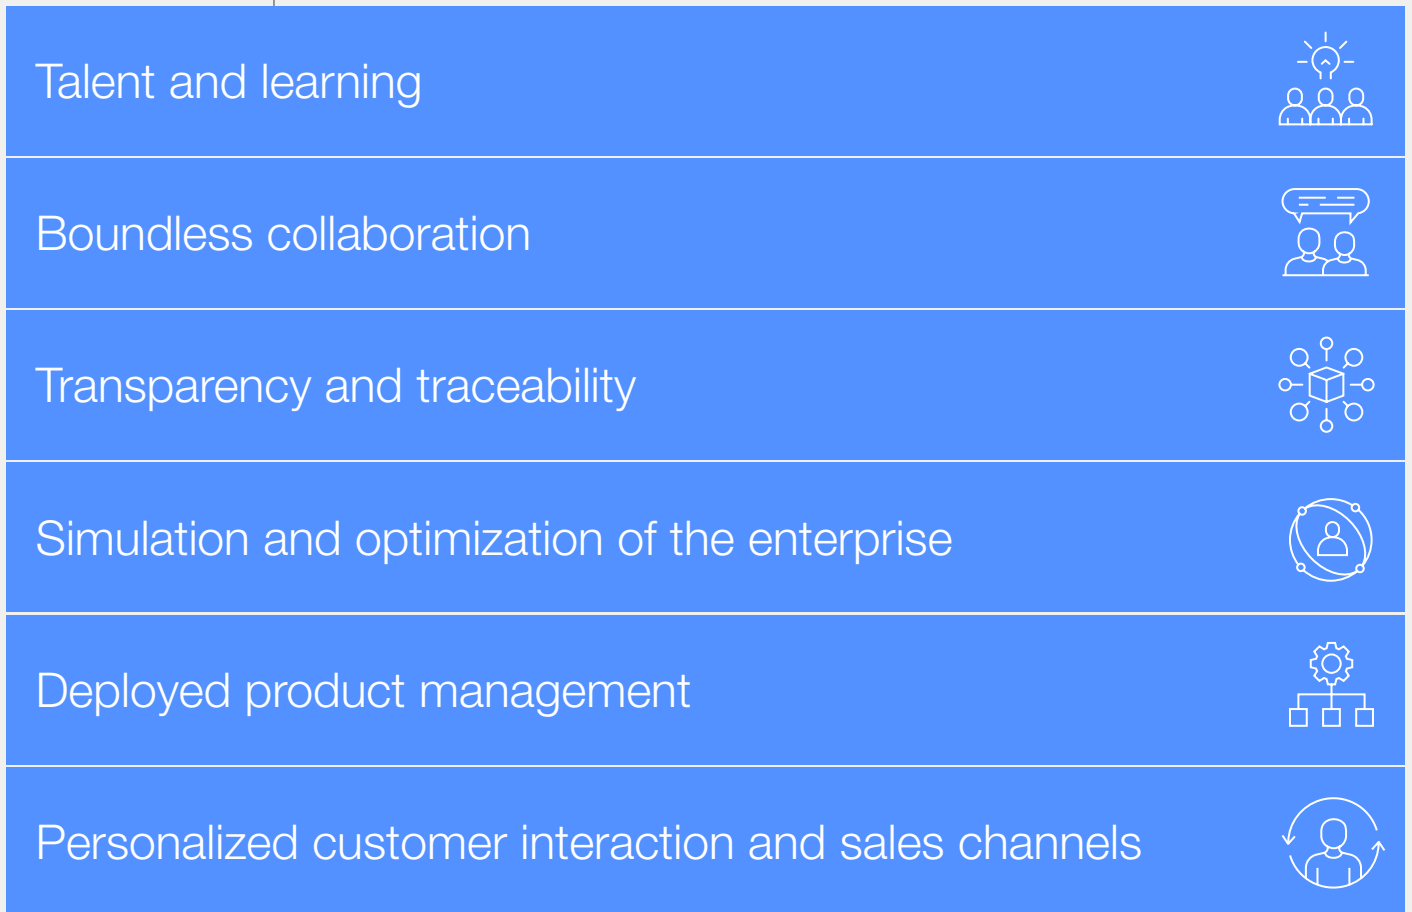 Talent and learning
Boundless collaboration
Transparency and traceability
Simulation and optimization of the enterprise
Deployed product management
Personalized customer interaction and sales channels